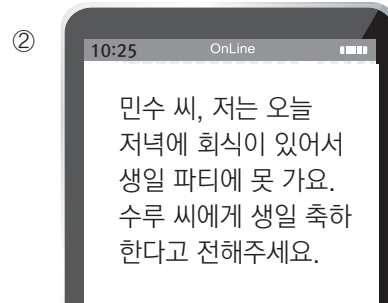 ②
10:25 OnLine
민수 씨, 저는 오늘
저녁에 회식이 있어서
생일 파티에 못 가요.
수루 씨에게 생일 축하
한다고 전해주세요.